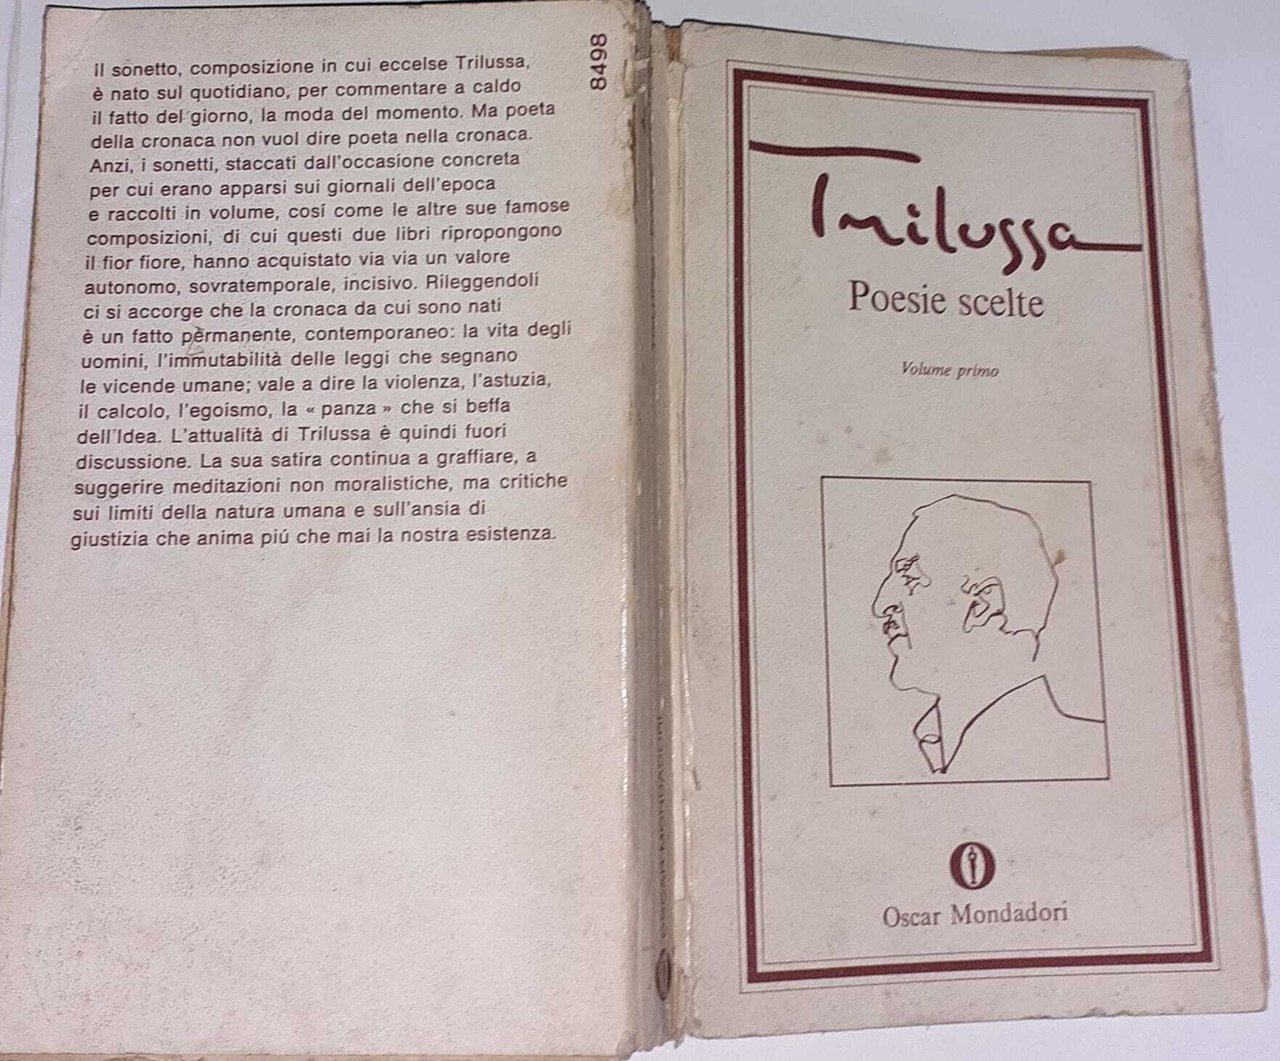 il sonetto, composizione in cui eccelse Trilussa,
è nato sul quotidiano, per commentare a caldo
il fatto del giorno, la moda del momento. Ma poeta
della cronaca non vuol dire poeta nella cronaca.
Anzi, i sonetti, staccati dall'occasione concreta
per cui erano apparsi sui giornali dell'epoca
e raccolti in volume, cosí come le altre sue famose
composizioni, di cui questi due libri ripropongono
il fior fiore, hanno acquistato via via un valore
autonomo, sovratemporale, incisivo. Rileggendoli
ci si accorge che la cronaca da cui sono nati
è un fatto permanente, contemporaneo: la vita degli
uomini, l'immutabilità delle leggi che segnano
le vicende umane; vale a dire la violenza, l'astuzia,
il calcolo, l'egoismo, la « panza » che si beffa
dell'Idea. L'attualità di Trilussa è quindi fuori
discussione. La sua satira continua a graffiare, a
suggerire meditazioni non moralistiche, ma critiche
sui limiti della natura umana e sull'ansia di
giustizia che anima piú che mai la nostra esistenza.
8498
Trilussa
Poesie scelte
Volume primo
Oscar Mondadori